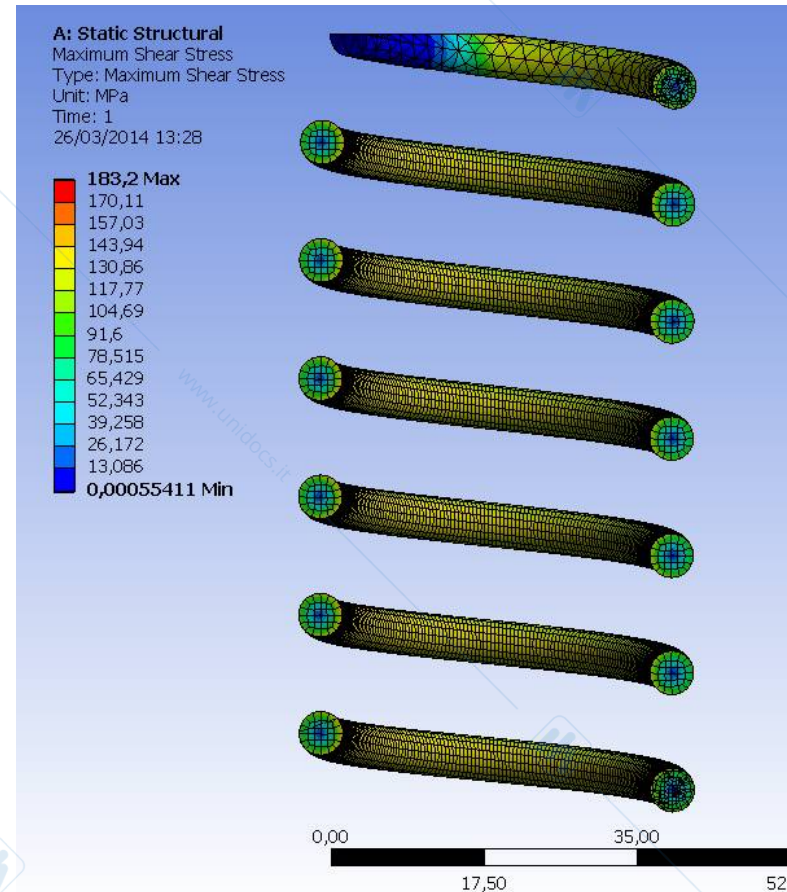 A: Static Structural
Maximum Shear Stress
Type: Maximum Shear Stress
Unit: MPa
Time: 1
26/03/2014 13:28
183,2 Max
170,11
157,03
143,94
130,86
117,77
104,69
91,6
78,515
65,429
52,343
39,258
26,172
13,086
0,00055411 Min
www.unidocs.it
0,00 35,00
17,50 52